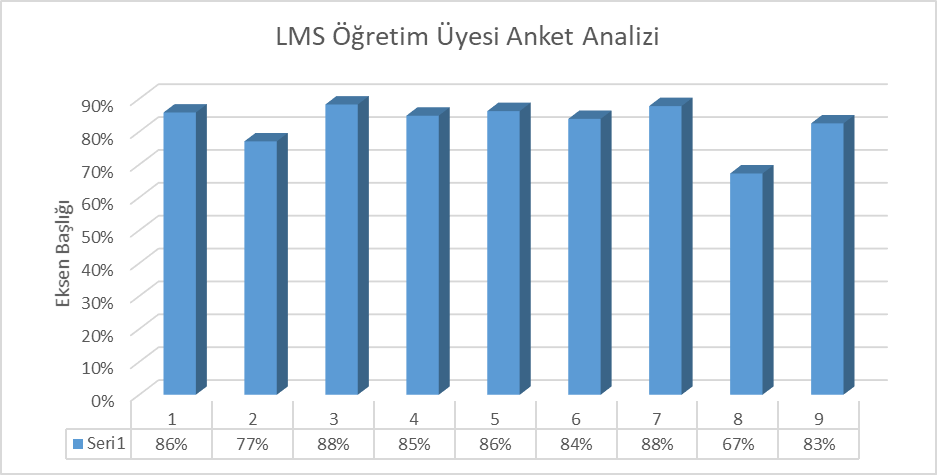 LMS Öğretim Üyesi Anket Analizi
Eksen Başlığı
90%
80%
70%
60%
50%
40%
30%
20%
10%
0%
1 2 3 4 5 6 7 8 9
Seri1 86% 77% 88% 85% 86% 84% 88% 67% 83%